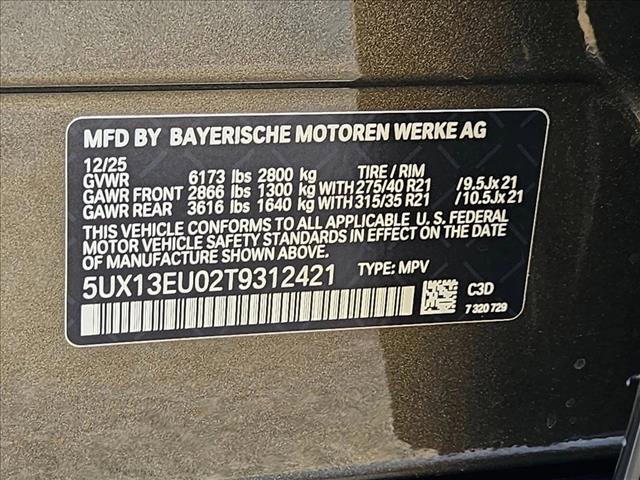 MFD BY BAYERISCHE MOTOREN WERKE AG
12/25
GVWR 6173 lbs 2800 kg TIRE / RIM
GAWR FRONT 2866 lbs 1300 kg WITH 275/40 R21 /9.5Jx21
GAWR REAR 3616 lbs 1640 kg WITH 315/35 R21 /10.5Jx21
THIS VEHICLE CONFORMS TO ALL APPLICABLE U. S. FEDERAL
MOTOR VEHICLE SAFETY STANDARDS IN EFFECT ON THE DATE
OF MANUFACTURE SHOWN ABOVE.
5UX13EU02T9312421 TYPE: MPV
C3D
7 320 729